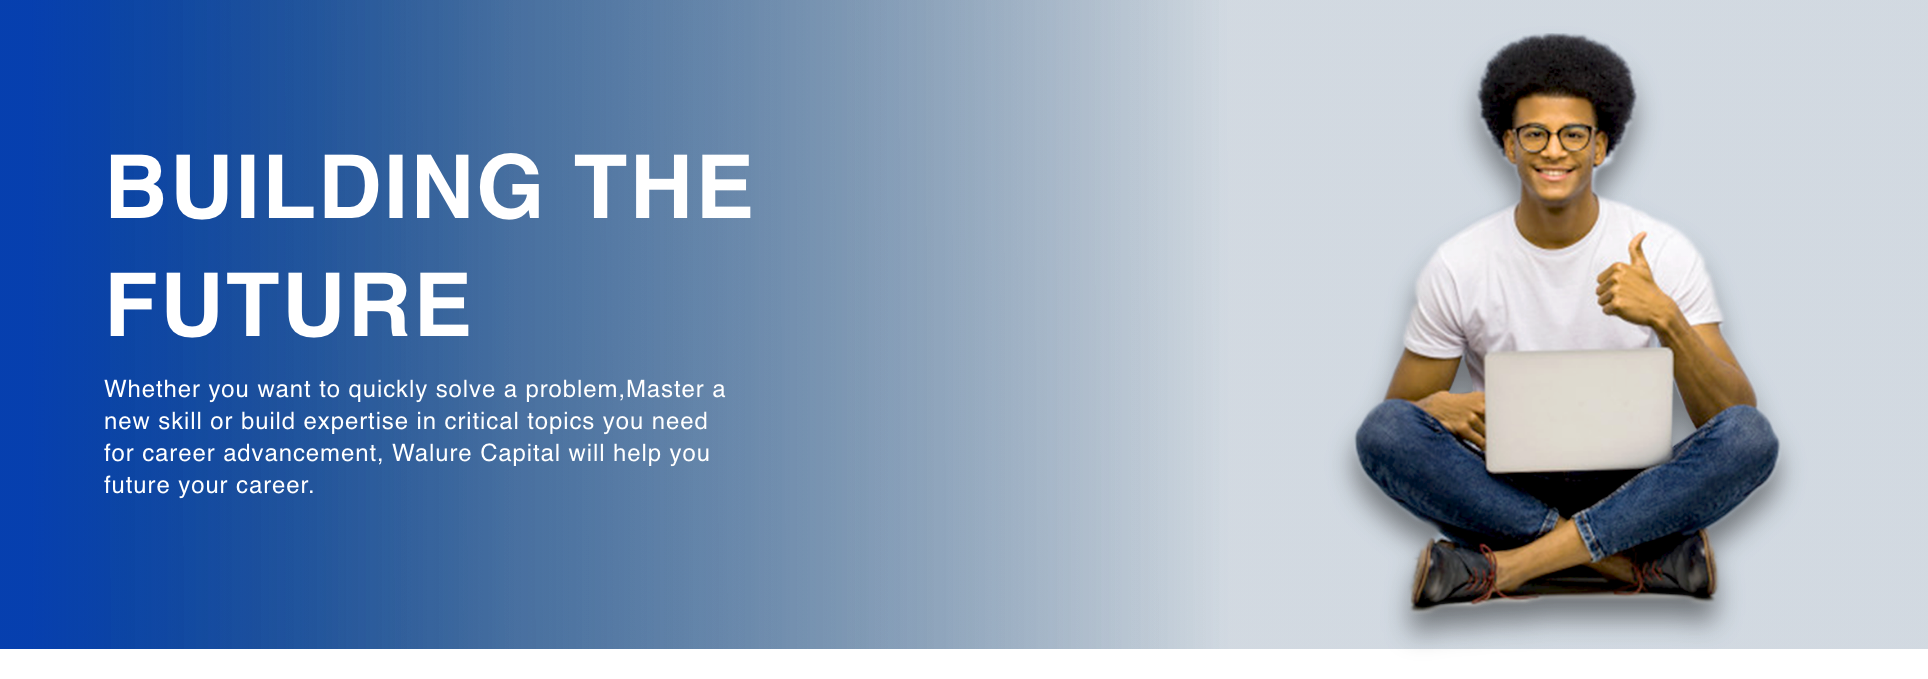 BUILDING THE
FUTURE
Whether you want to quickly solve a problem,Master a
new skill or build expertise in critical topics you need
for career advancement, Walure Capital will help you
future your career.